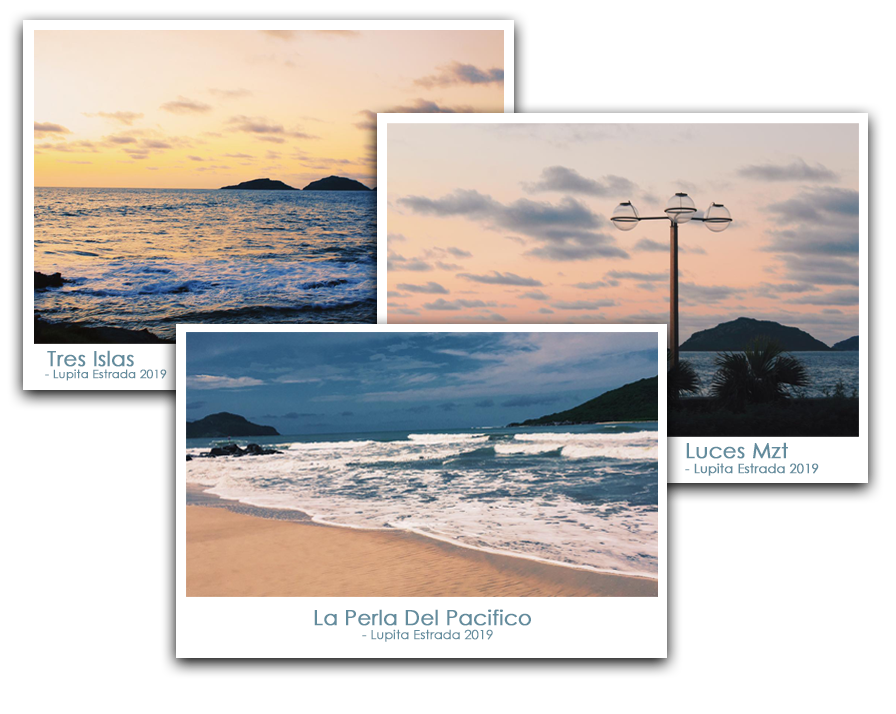 Tres Islas
- Lupita Estrada 2019
Luces Mzt
- Lupita Estrada 2019
La Perla Del Pacifico
- Lupita Estrada 2019